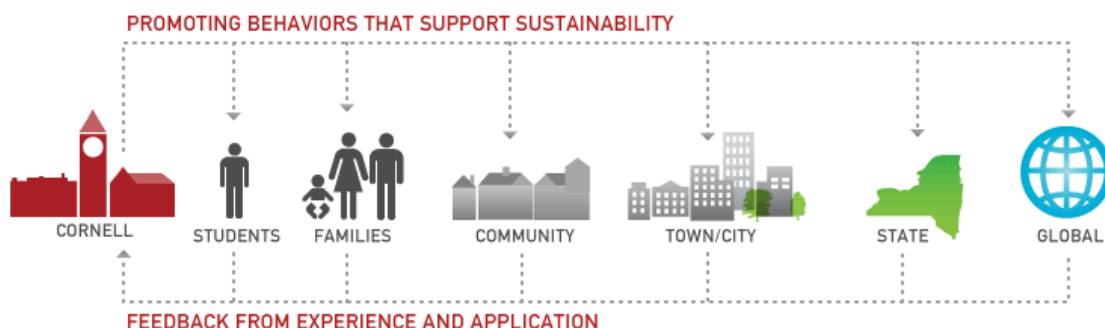 PROMOTING BEHAVIORS THAT SUPPORT SUSTAINABILITY
CORNELL
STUDENTS
FAMILIES
COMMUNITY
TOWN/CITY
STATE
GLOBAL
FEEDBACK FROM EXPERIENCE AND APPLICATION